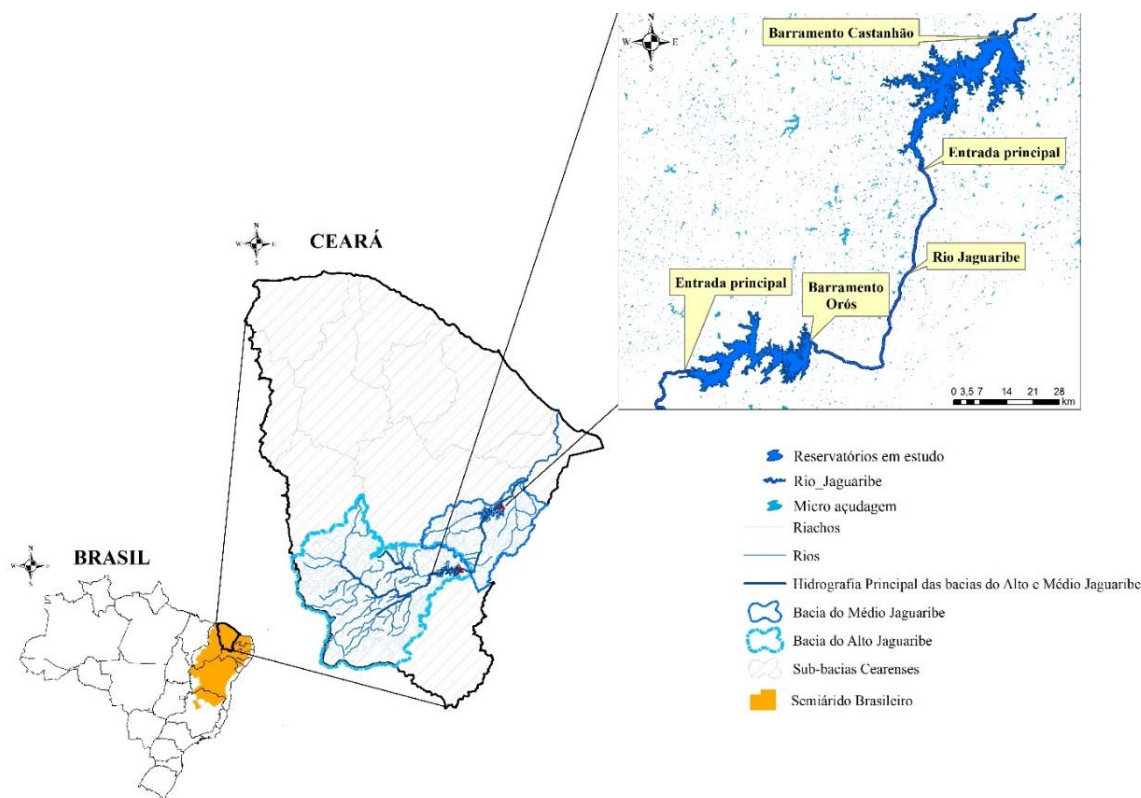 N
W E
S
Barramento Castanhão
Entrada principal
Rio Jaguaribe
Entrada principal
Barramento
Orós
0 3,5 7 14 21 28
km
N
W E
S
CEARÁ
N
W E
S
BRASIL
Reservatórios em estudo
Rio_Jaguaribe
Micro açudagem
Riachos
Rios
Hidrografia Principal das bacias do Alto e Médio Jaguaribe
Bacia do Médio Jaguaribe
Bacia do Alto Jaguaribe
Sub-bacias Cearenses
Semiárido Brasileiro